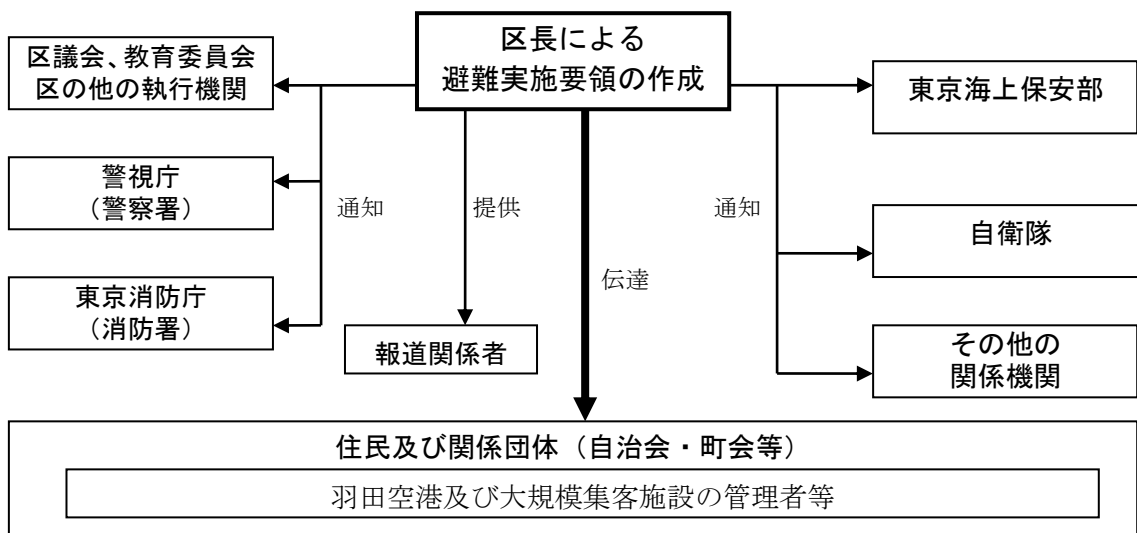 区長による
避難実施要領の作成
区議会、教育委員会
区の他の執行機関
東京海上保安部
警視庁
（警察署）
通知
提供
通知
自衛隊
伝達
東京消防庁
（消防署）
報道関係者
その他の
関係機関
住民及び関係団体（自治会・町会等）
羽田空港及び大規模集客施設の管理者等